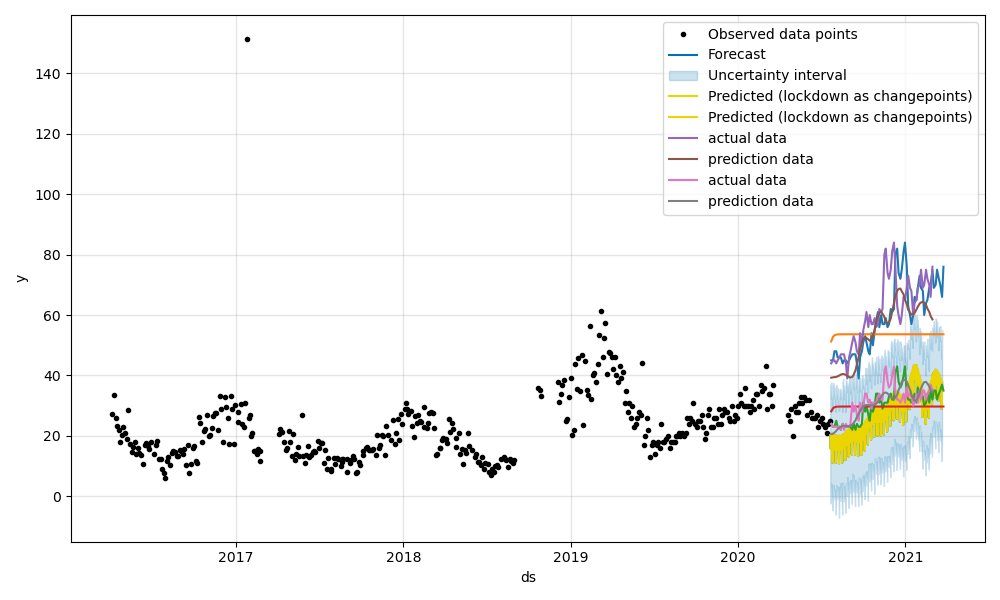 Observed data points
Forecast
Uncertainty interval
Predicted (lockdown as changepoints)
Predicted (lockdown as changepoints)
actual data
prediction data
actual data
prediction data
140
120
100
80
60
40
20
0
y
2017 2018 2019 2020 2021
ds